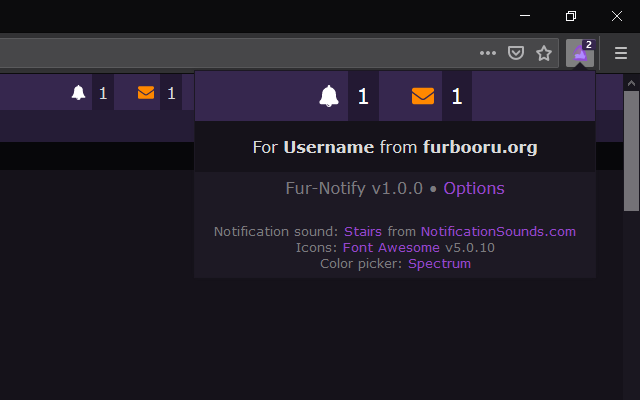 2
1 1
1 1
For Username from furbooru.org
Fur-Notify v1.0.0 • Options
Notification sound: Stairs from NotificationSounds.com
Icons: Font Awesome v5.0.10
Color picker: Spectrum